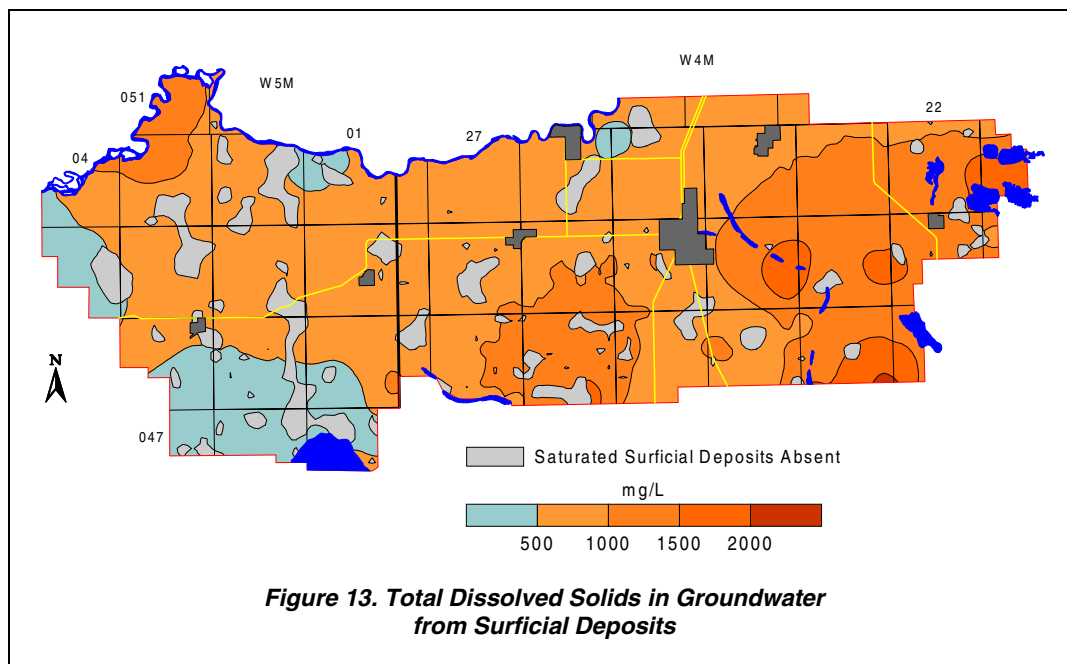 W4M
W5M
051
22
01
27
04
N
047
Saturated Surficial Deposits Absent
mg/L
500 1000 1500 2000
Figure 13. Total Dissolved Solids in Groundwater
from Surficial Deposits